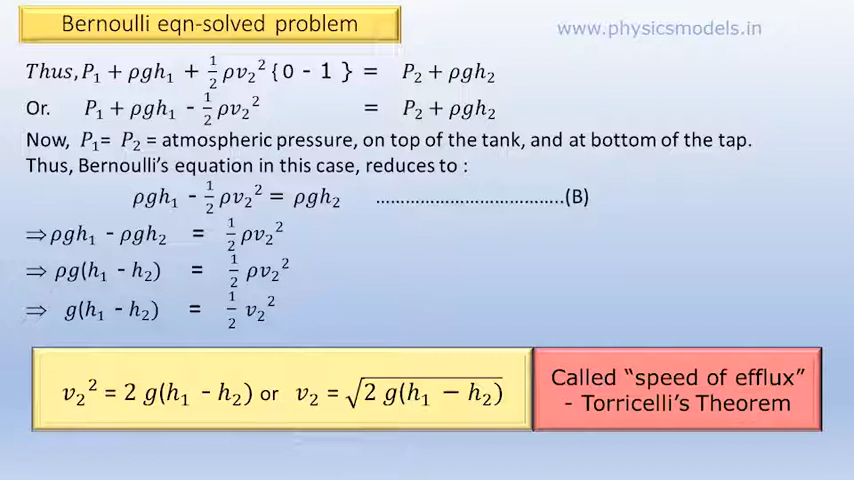 Bernoulli eqn-solved problem
www.physicsmodels.in
Thus, P₁ + ρgh₁ + ½ρv₂² {0 - 1 } = P₂ + ρgh₂
Or. P₁ + ρgh₁ - ½ρv₂² = P₂ + ρgh₂
Now, P₁= P₂ = atmospheric pressure, on top of the tank, and at bottom of the tap.
Thus, Bernoulli’s equation in this case, reduces to :
ρgh₁ - ½ρv₂² = ρgh₂ ........................................(B)
⇒ρgh₁ - ρgh₂ = ½ρv₂²
⇒ ρg(h₁ - h₂) = ½ ρv₂²
⇒ g(h₁ - h₂) = ½ v₂²
v₂² = 2 g(h₁ - h₂) or v₂ = √(2 g(h₁ − h₂))
Called “speed of efflux”
- Torricelli’s Theorem